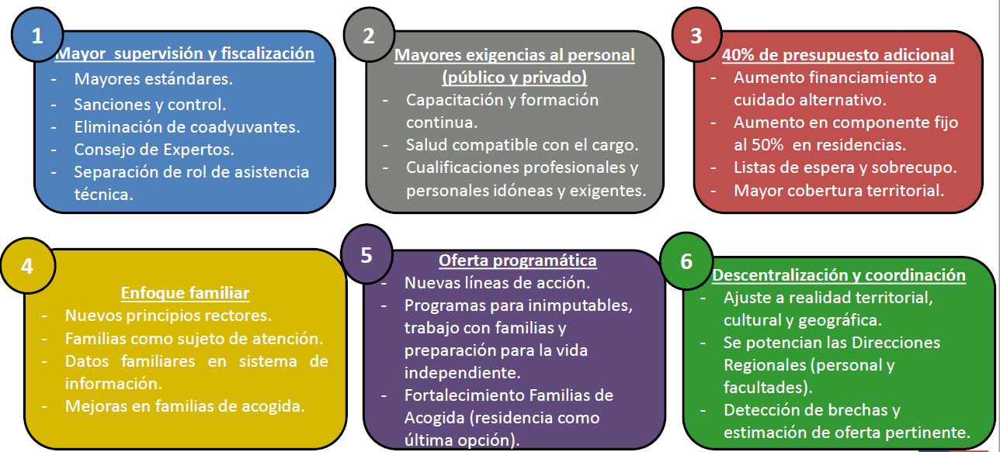 1
Mayor supervisión y fiscalización
- Mayores estándares.
- Sanciones y control.
- Eliminación de coadyuvantes.
- Consejo de Expertos.
- Separación de rol de asistencia
técnica.
2
Mayores exigencias al personal
(público y privado)
- Capacitación y formación
continua.
- Salud compatible con el cargo.
- Cualificaciones profesionales y
personales idóneas y exigentes.
3
40% de presupuesto adicional
- Aumento financiamiento a
cuidado alternativo.
- Aumento en componente fijo
al 50% en residencias.
- Listas de espera y sobrecupo.
- Mayor cobertura territorial.
4
Enfoque familiar
- Nuevos principios rectores.
- Familias como sujeto de atención.
- Datos familiares en sistema de
información.
- Mejoras en familias de acogida.
5
Oferta programática
- Nuevas líneas de acción.
- Programas para inimputables,
trabajo con familias y
preparación para la vida
independiente.
- Fortalecimiento Familias de
Acogida (residencia como
última opción).
6
Descentralización y coordinación
- Ajuste a realidad territorial,
cultural y geográfica.
- Se potencian las Direcciones
Regionales (personal y
facultades).
- Detección de brechas y
estimación de oferta pertinente.